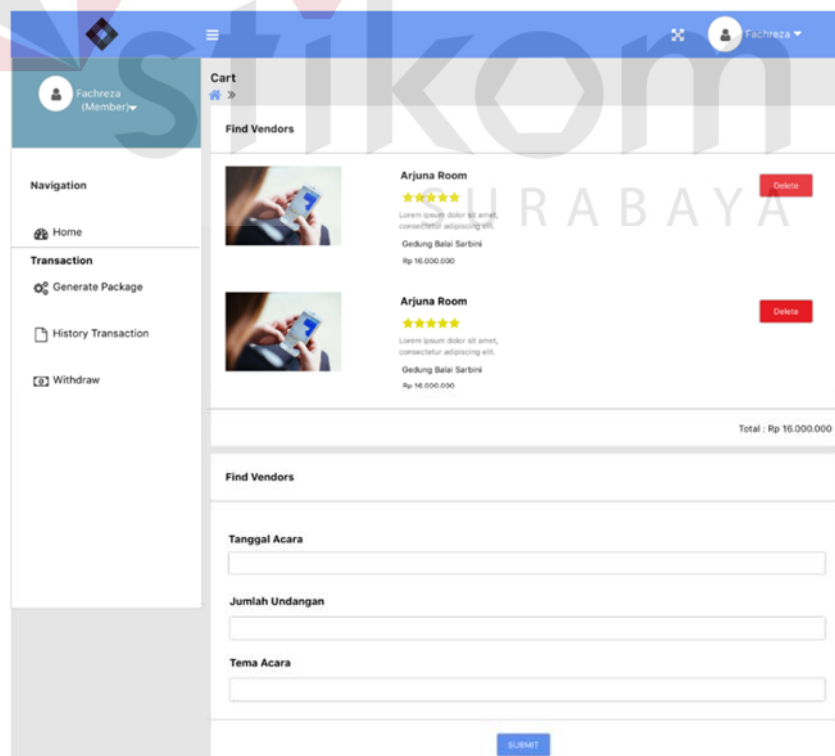 stikom
SURABAYA
Fachreza
Fachreza
(Member)
Navigation
Home
Transaction
Generate Package
History Transaction
Withdraw
Cart
Find Vendors
Arjuna Room
Lorem ipsum dolor sit amet,
consectetur adipiscing elit.
Gedung Balai Sarbini
Rp 16.000.000
Delete
Arjuna Room
Lorem ipsum dolor sit amet,
consectetur adipiscing elit.
Gedung Balai Sarbini
Rp 16.000.000
Delete
Total : Rp 16.000.000
Find Vendors
Tanggal Acara
Jumlah Undangan
Tema Acara
SUBMIT